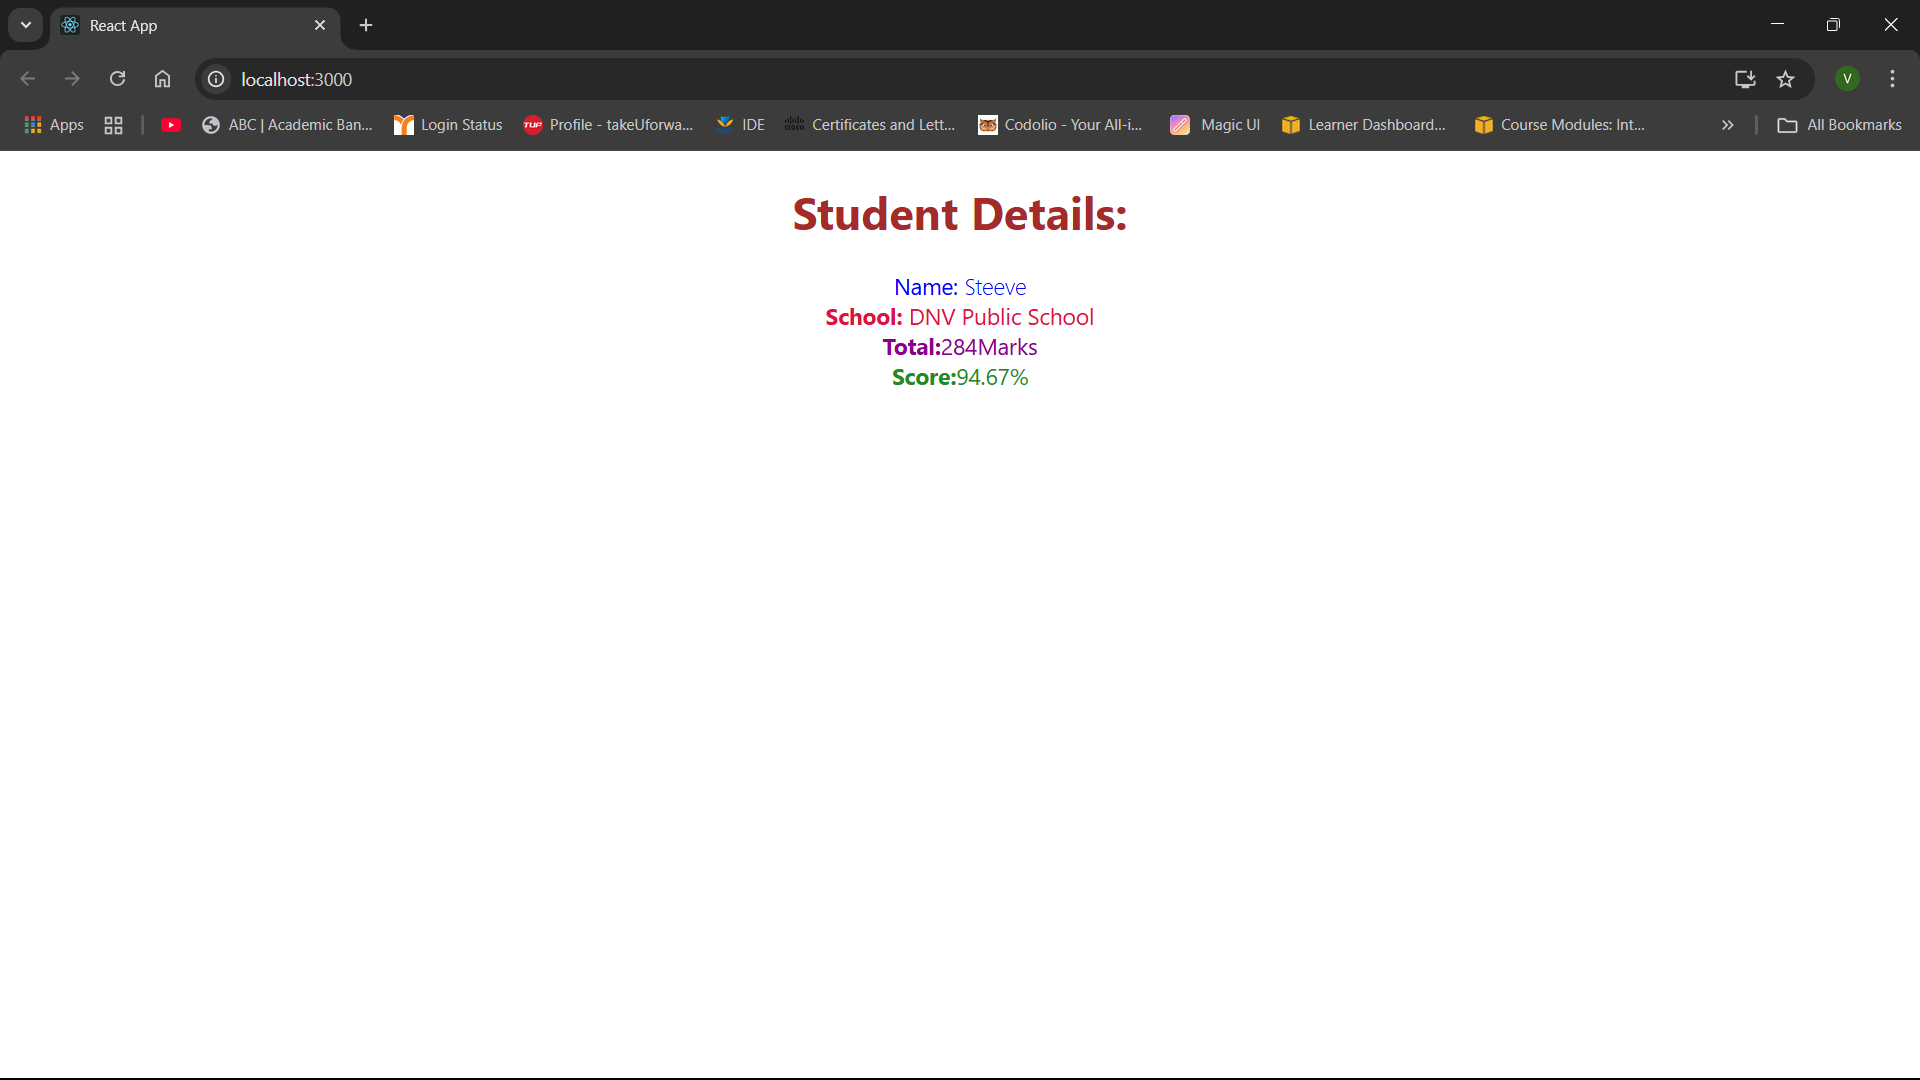 React App
localhost:3000
V
Apps
ABC | Academic Ban...
Login Status
TUF
Profile - takeUforwa...
IDE
cisco
Certificates and Lett...
Codolio - Your All-i...
Magic UI
Learner Dashboard...
Course Modules: Int...
All Bookmarks
Student Details:
Name: Steeve
School: DNV Public School
Total:284Marks
Score:94.67%